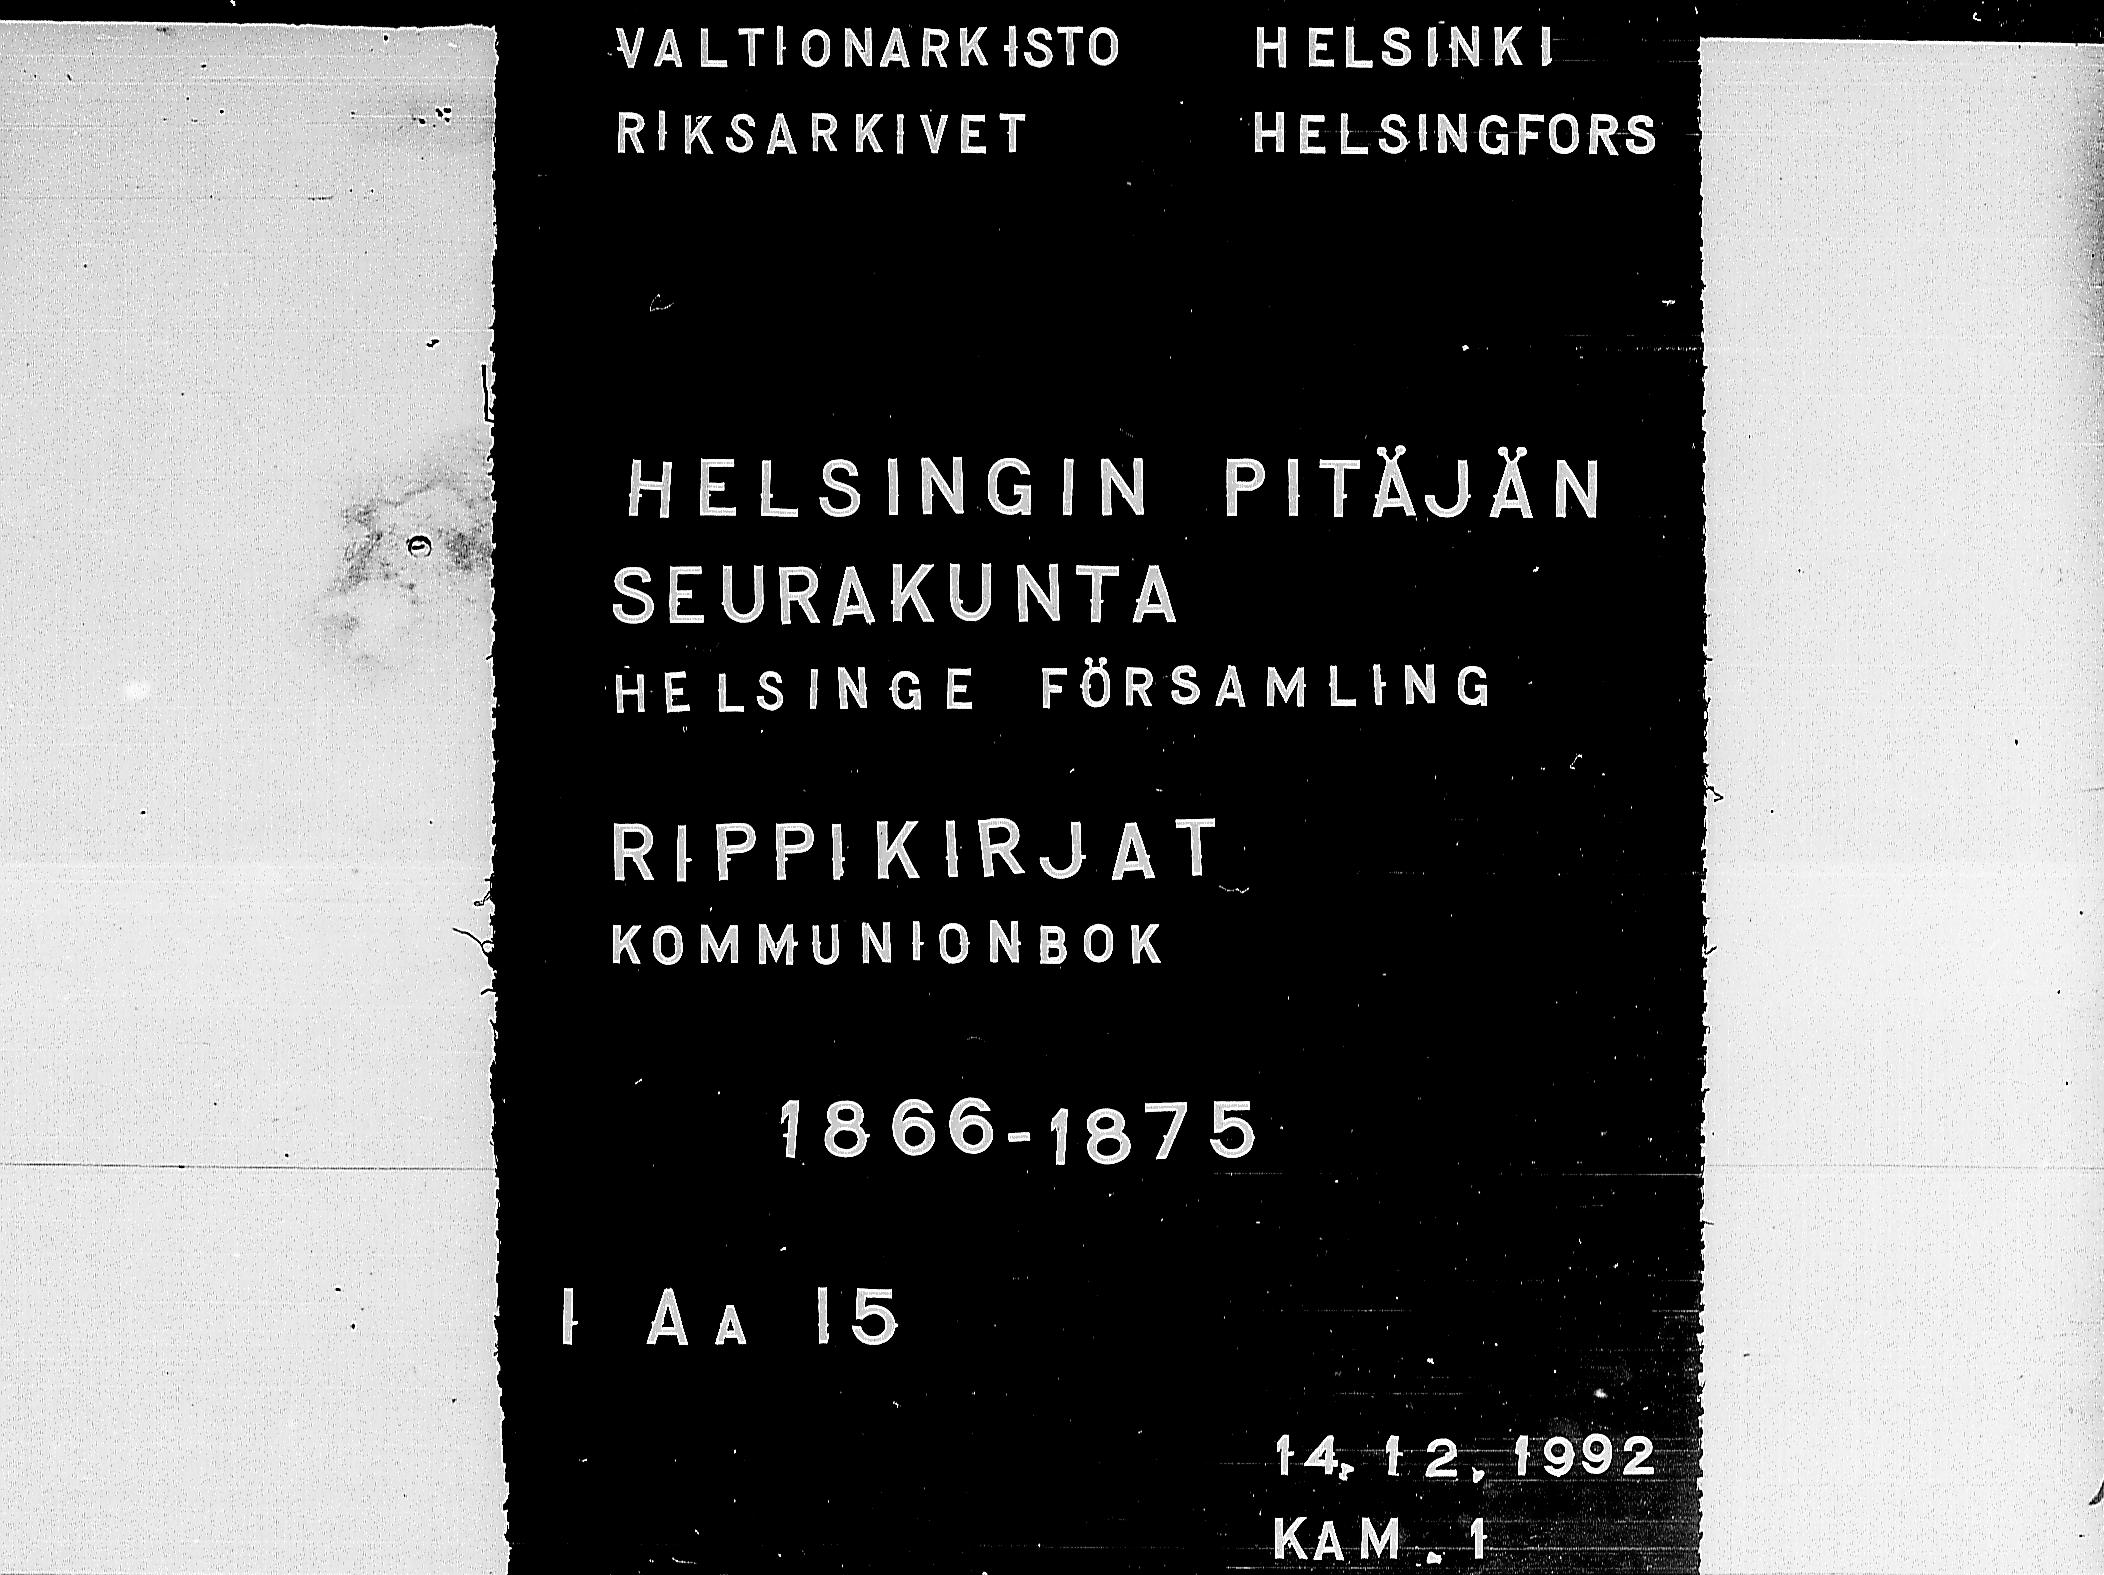 VALTIONARKISTO HELSINKI
RIKSARKIVET HELSINGFORS
HELSINGIN PITÄJÄN
SEURAKUNTA
HELSINGE FÖRSAMLING
RIPPIKIRJAT
KOMMUNIONBOK
1866-1875
I AA 15
14.12.1992
KAM. 1